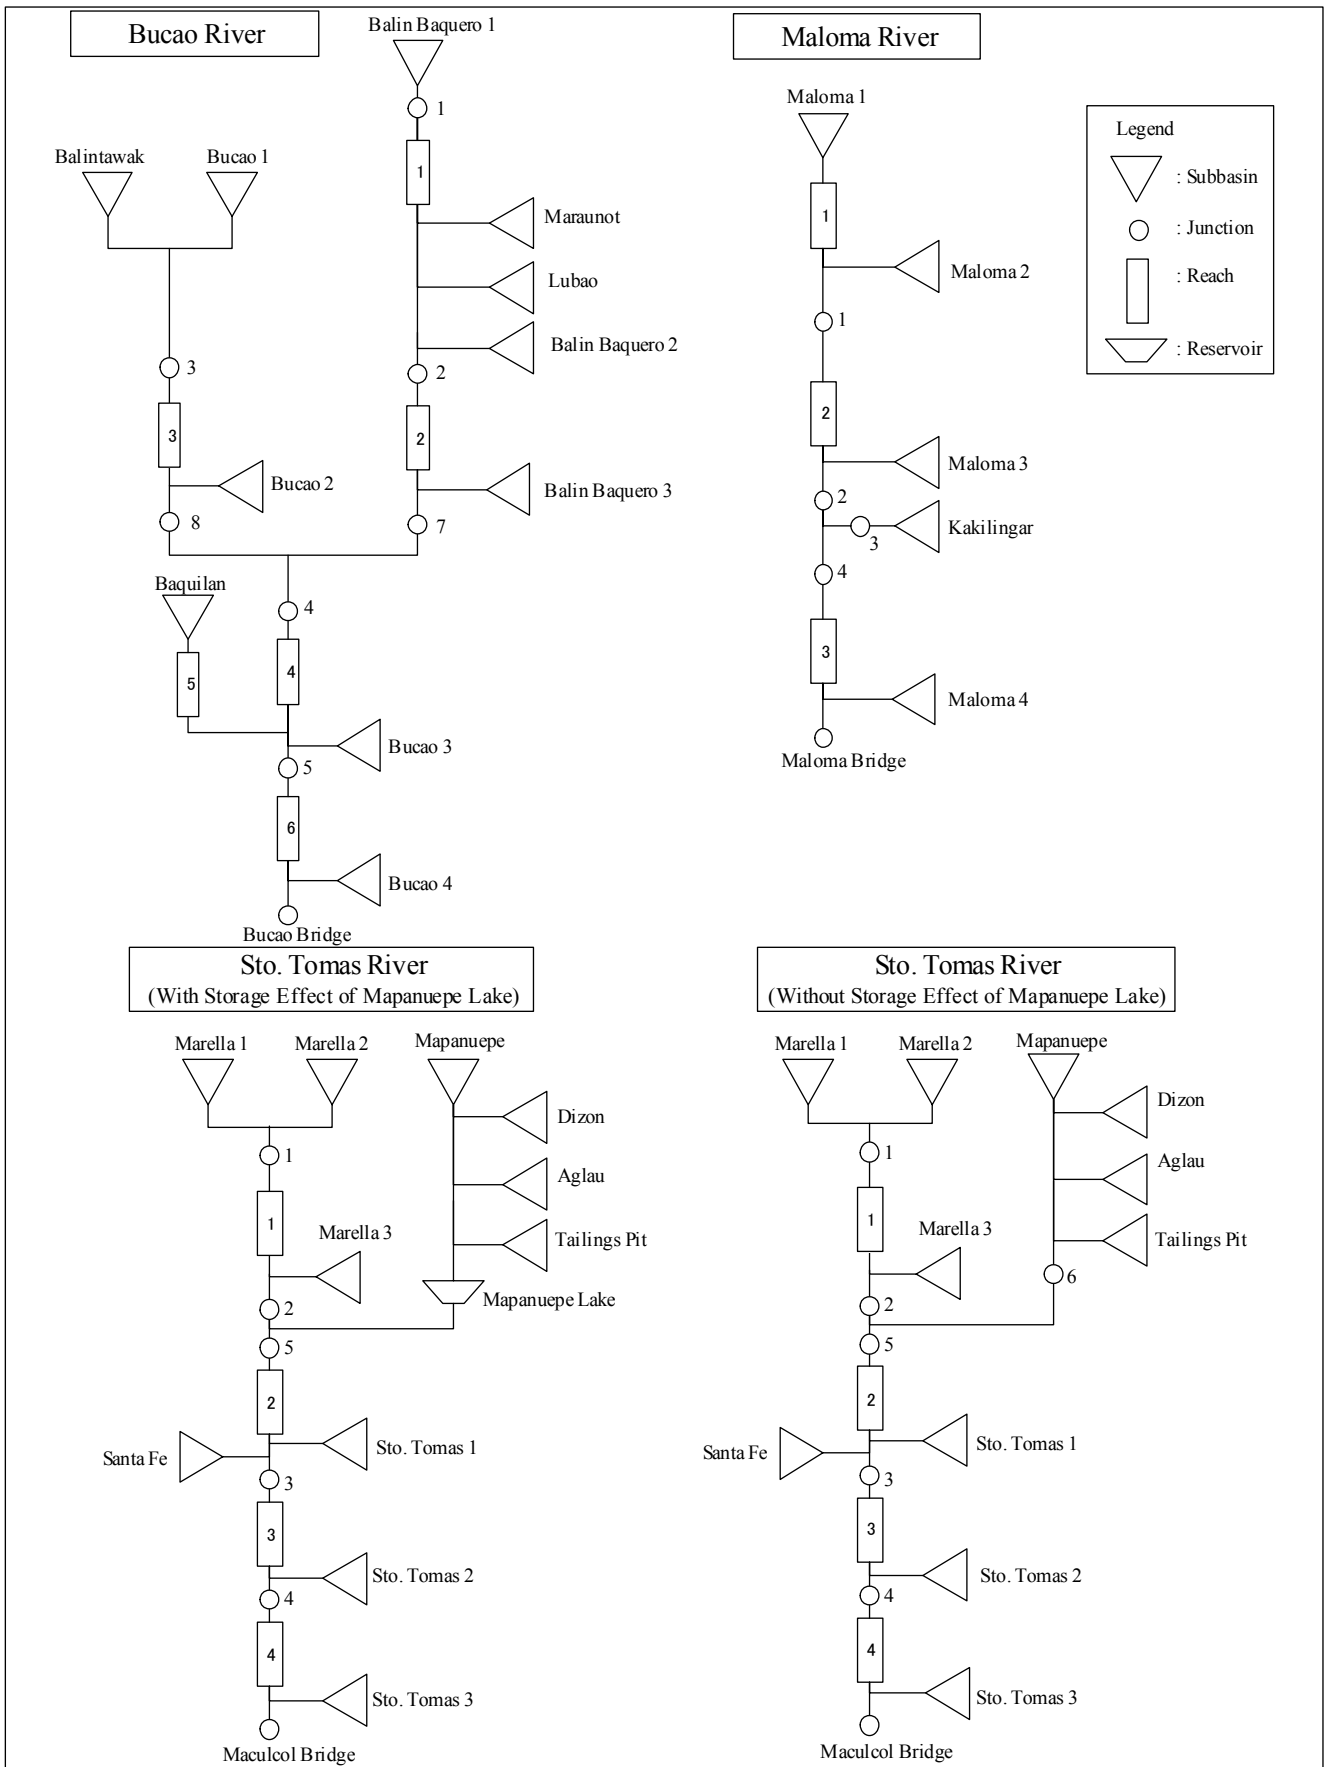 Bucao River
Balin Baquero 1
1
Balintawak
Bucao 1
1
Maraunot
Lubao
Balin Baquero 2
3
2
3
2
Bucao 2
Balin Baquero 3
8
7
Baquilan
4
5
4
Bucao 3
5
6
Bucao 4
Bucao Bridge
Maloma River
Maloma 1
1
Maloma 2
1
2
Maloma 3
2
Kakilingar
3
4
3
Maloma 4
Maloma Bridge
Legend
: Subbasin
: Junction
: Reach
: Reservoir
Sto. Tomas River
(With Storage Effect of Mapanuepe Lake)
Marella 1
Marella 2
Mapanuepe
Dizon
1
Aglau
1
Marella 3
Tailings Pit
2
Mapanuepe Lake
5
2
Santa Fe
Sto. Tomas 1
3
3
Sto. Tomas 2
4
4
Sto. Tomas 3
Maculcol Bridge
Sto. Tomas River
(Without Storage Effect of Mapanuepe Lake)
Marella 1
Marella 2
Mapanuepe
Dizon
1
Aglau
1
Marella 3
Tailings Pit
6
2
5
2
Santa Fe
Sto. Tomas 1
3
3
Sto. Tomas 2
4
4
Sto. Tomas 3
Maculcol Bridge